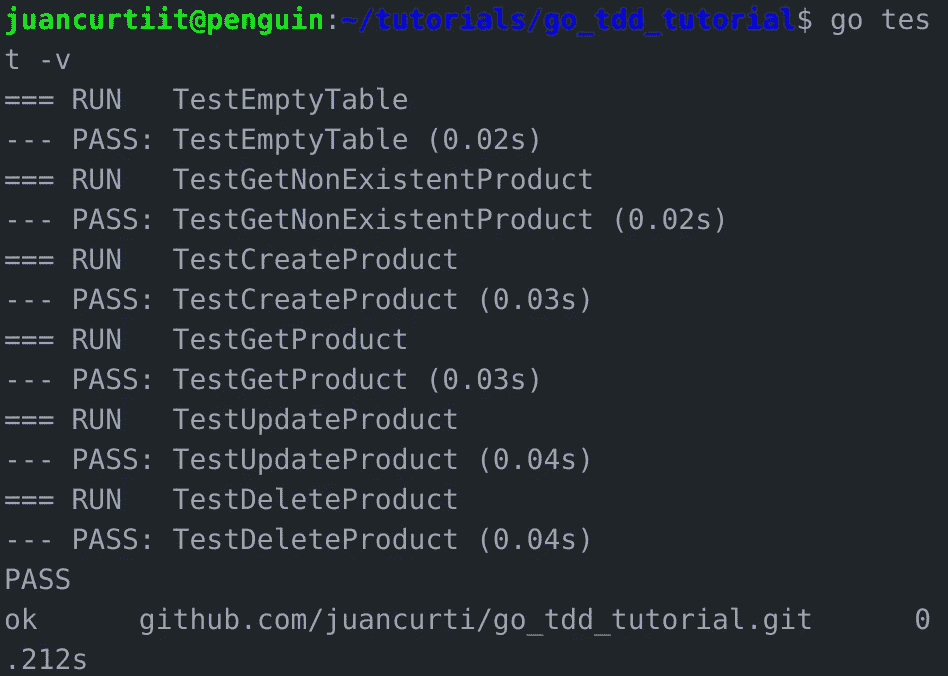 juancurtiit@penguin:~/tutorials/go_tdd_tutorial$ go tes
t -v
=== RUN   TestEmptyTable
--- PASS: TestEmptyTable (0.02s)
=== RUN   TestGetNonExistentProduct
--- PASS: TestGetNonExistentProduct (0.02s)
=== RUN   TestCreateProduct
--- PASS: TestCreateProduct (0.03s)
=== RUN   TestGetProduct
--- PASS: TestGetProduct (0.03s)
=== RUN   TestUpdateProduct
--- PASS: TestUpdateProduct (0.04s)
=== RUN   TestDeleteProduct
--- PASS: TestDeleteProduct (0.04s)
PASS
ok      github.com/juancurti/go_tdd_tutorial.git      0
.212s